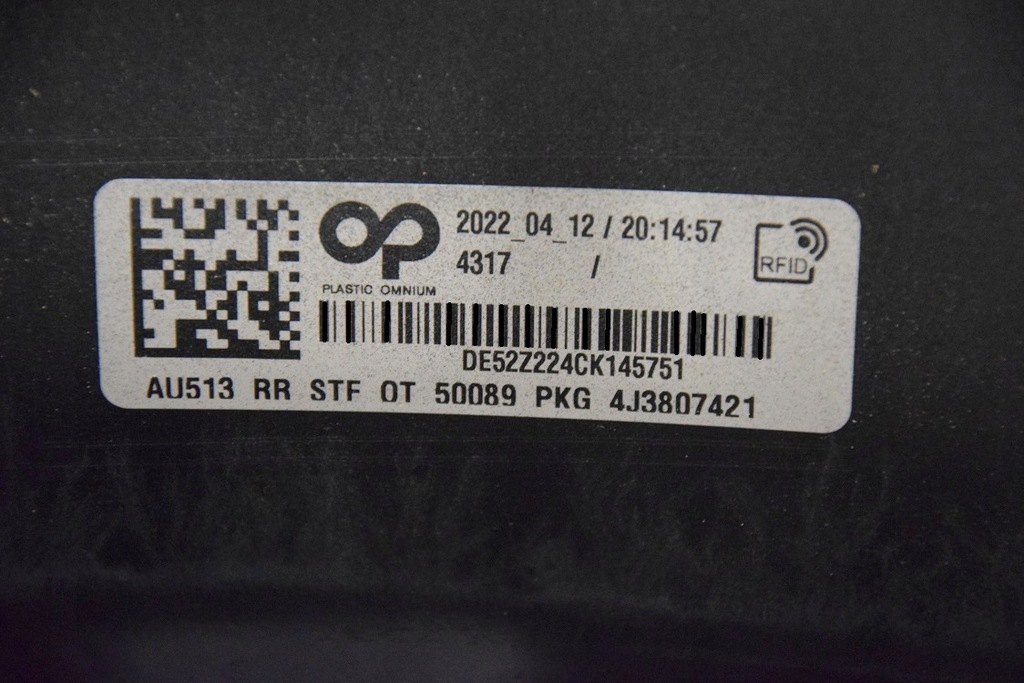 2022_04_12 / 20:14:57
4317 /
RFID
PLASTIC OMNIUM
DE52Z224CK145751
AU513 RR STF OT 50089 PKG 4J3807421